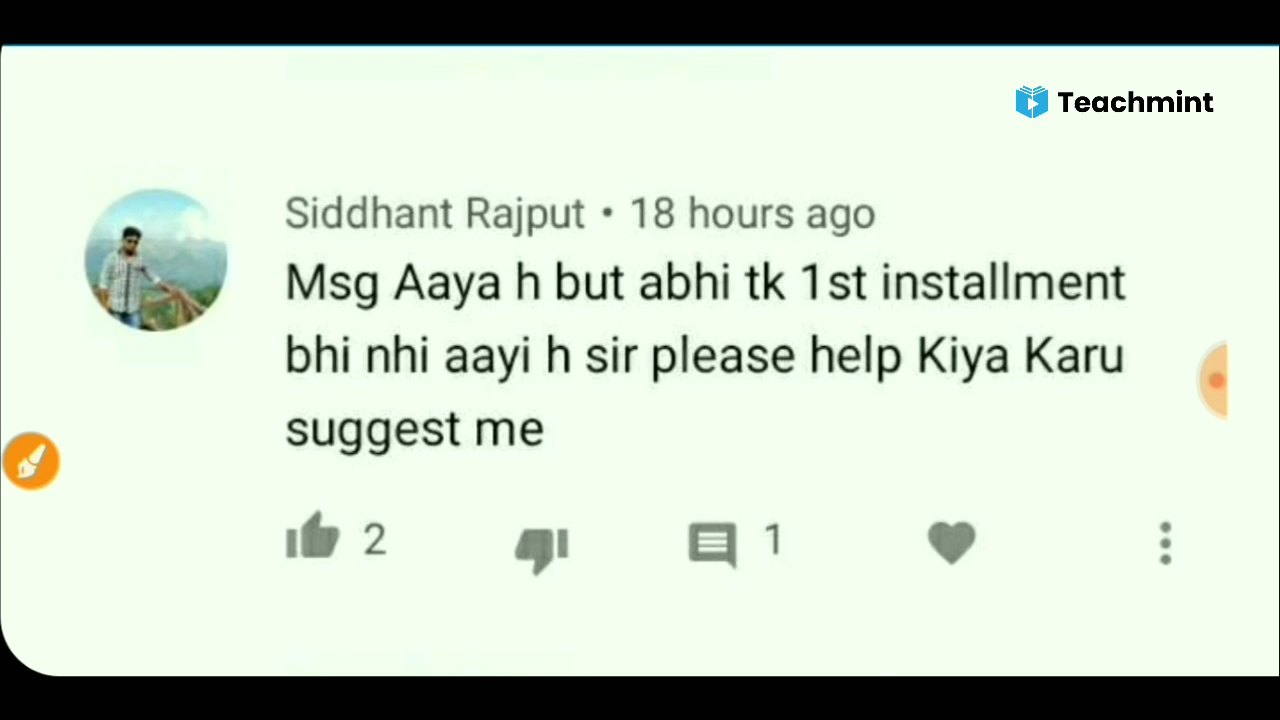 Teachmint
Siddhant Rajput • 18 hours ago
Msg Aaya h but abhi tk 1st installment
bhi nhi aayi h sir please help Kiya Karu
suggest me
2
1